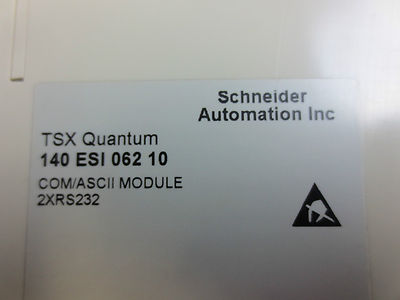 Schneider
Automation Inc
TSX Quantum
140 ESI 062 10
COM/ASCII MODULE
2XRS232